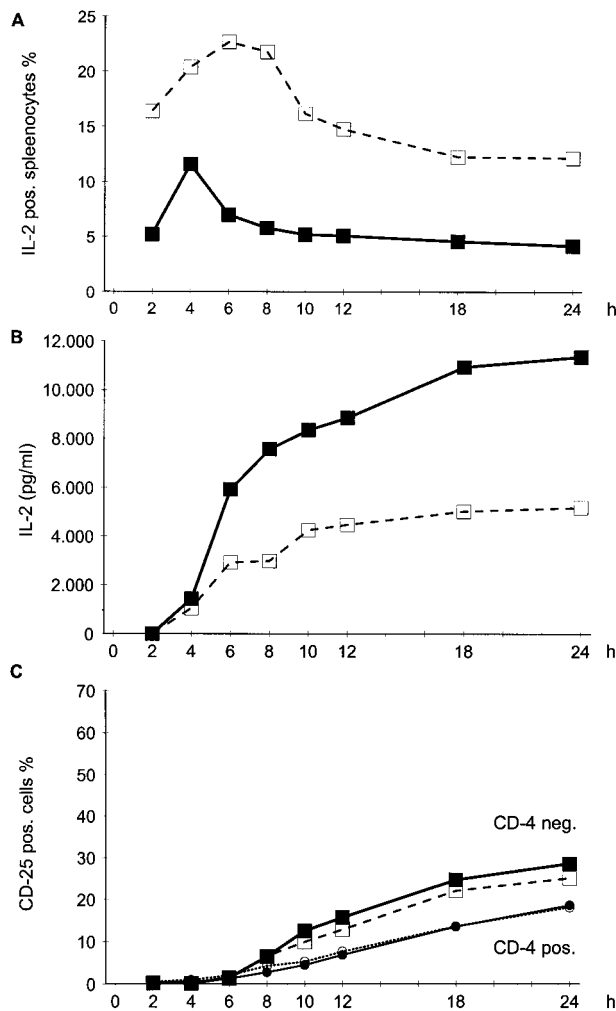 A
IL-2 pos. spleenocytes %
25
20
15
10
5
0
0 2 4 6 8 10 12 18 24 h
B
IL-2 (pg/ml)
12.000
10.000
8.000
6.000
4.000
2.000
0
0 2 4 6 8 10 12 18 24 h
C
CD-25 pos. cells %
70
60
50
40
30
20
10
0
CD-4 neg.
CD-4 pos.
0 2 4 6 8 10 12 18 24 h